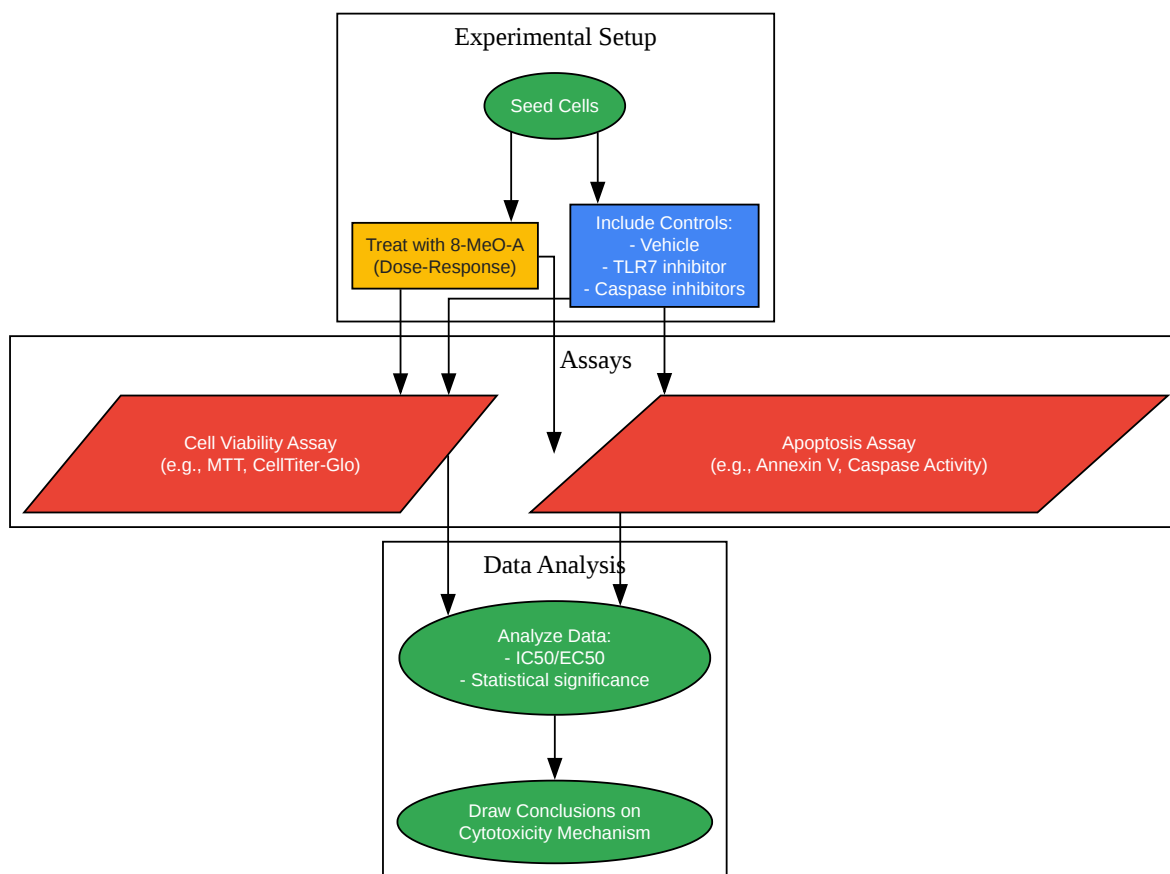 Experimental Setup
Seed Cells
Treat with 8-MeO-A
(Dose-Response)
Include Controls:
- Vehicle
- TLR7 inhibitor
- Caspase inhibitors
Assays
Cell Viability Assay
(e.g., MTT, CellTiter-Glo)
Apoptosis Assay
(e.g., Annexin V, Caspase Activity)
Data Analysis
Analyze Data:
- IC50/EC50
- Statistical significance
Draw Conclusions on
Cytotoxicity Mechanism